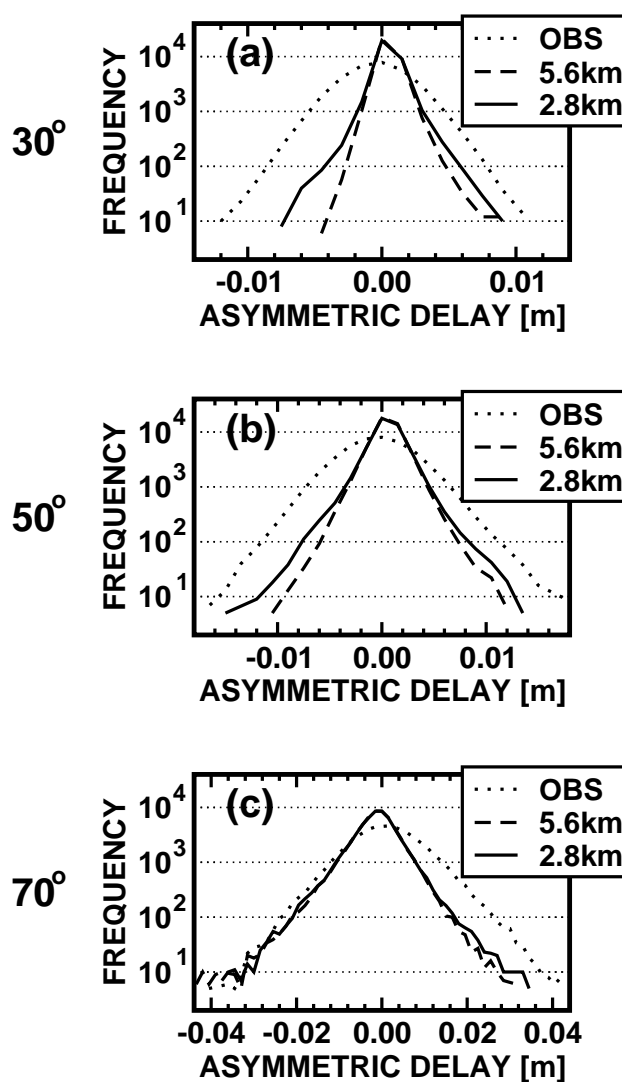 (a)
OBS
5.6km
2.8km
30°
FREQUENCY
10^4
10^3
10^2
10^1
-0.01 0.00 0.01
ASYMMETRIC DELAY [m]
(b)
OBS
5.6km
2.8km
50°
FREQUENCY
10^4
10^3
10^2
10^1
-0.01 0.00 0.01
ASYMMETRIC DELAY [m]
(c)
OBS
5.6km
2.8km
70°
FREQUENCY
10^4
10^3
10^2
10^1
-0.04 -0.02 0.00 0.02 0.04
ASYMMETRIC DELAY [m]